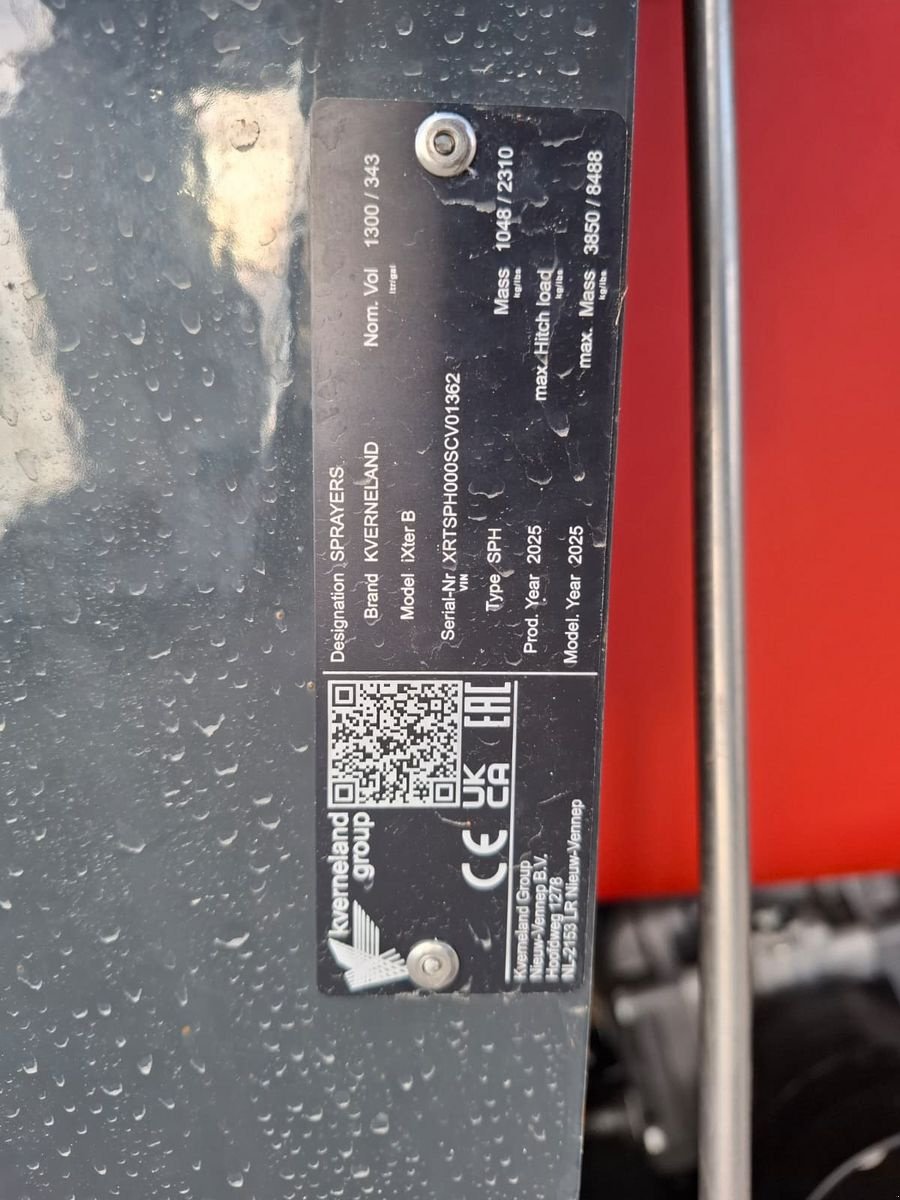 kverneland
group
CE
UK
CA
EAC
Kverneland Group
Nieuw-Vennep B.V.
Hoofdweg 1278
NL-2153 LR Nieuw-Vennep
Designation SPRAYERS
Brand KVERNELAND
Nom. Vol 1300 / 343
ltr/gal
Model iXter B
Serial-Nr XRTSPH000SCV01362
VIN
Type SPH
Mass 1048 / 2310
kg/lbs
Prod. Year 2025
max. Hitch load
kg/lbs
Model. Year 2025
max. Mass 3850 / 8488
kg/lbs